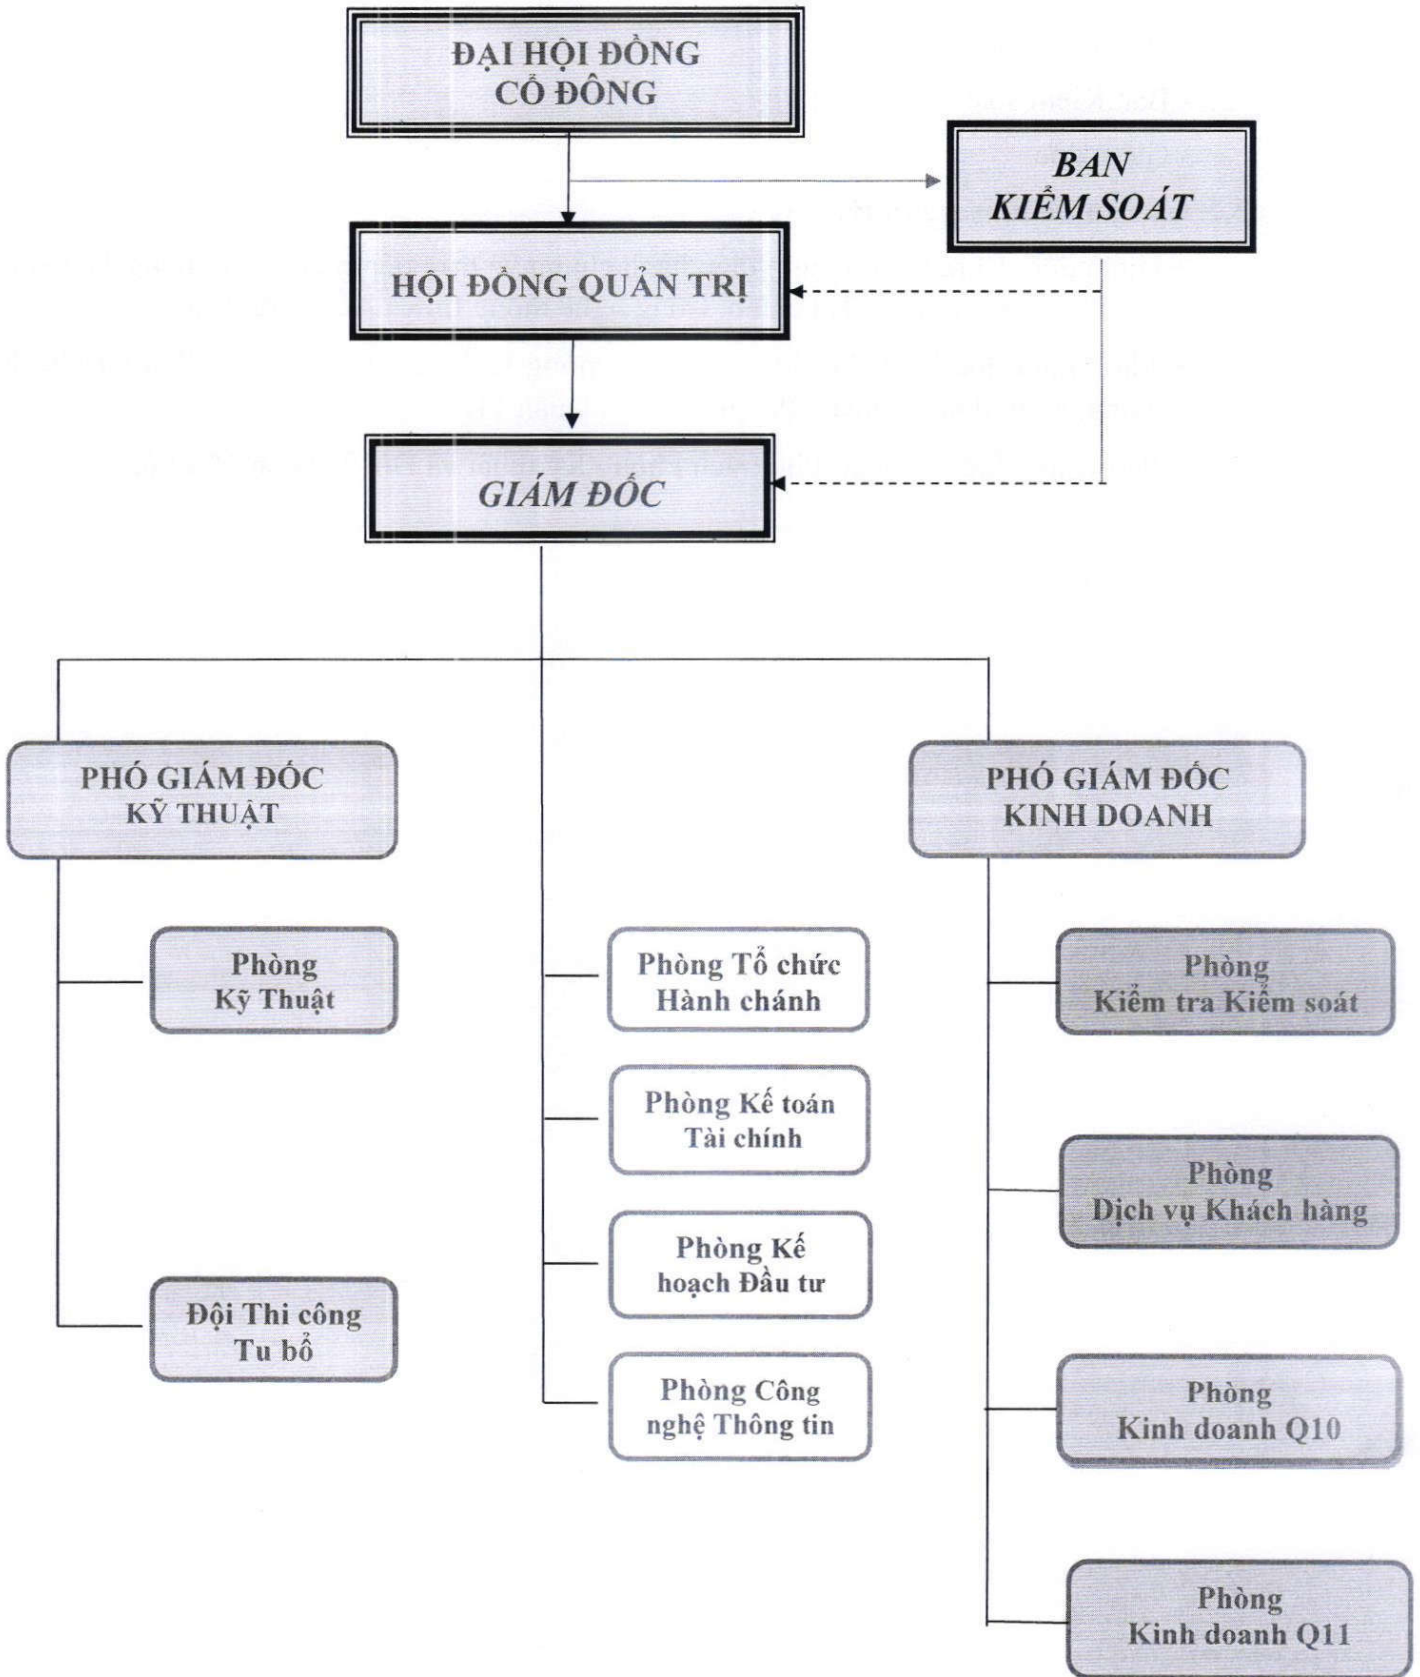 ĐẠI HỘI ĐỒNG
CỔ ĐÔNG
BAN
KIỂM SOÁT
HỘI ĐỒNG QUẢN TRỊ
GIÁM ĐỐC
PHÓ GIÁM ĐỐC
KỸ THUẬT
PHÓ GIÁM ĐỐC
KINH DOANH
Phòng
Kỹ Thuật
Đội Thi công
Tu bổ
Phòng Tổ chức
Hành chánh
Phòng Kế toán
Tài chính
Phòng Kế
hoạch Đầu tư
Phòng Công
nghệ Thông tin
Phòng
Kiểm tra Kiểm soát
Phòng
Dịch vụ Khách hàng
Phòng
Kinh doanh Q10
Phòng
Kinh doanh Q11